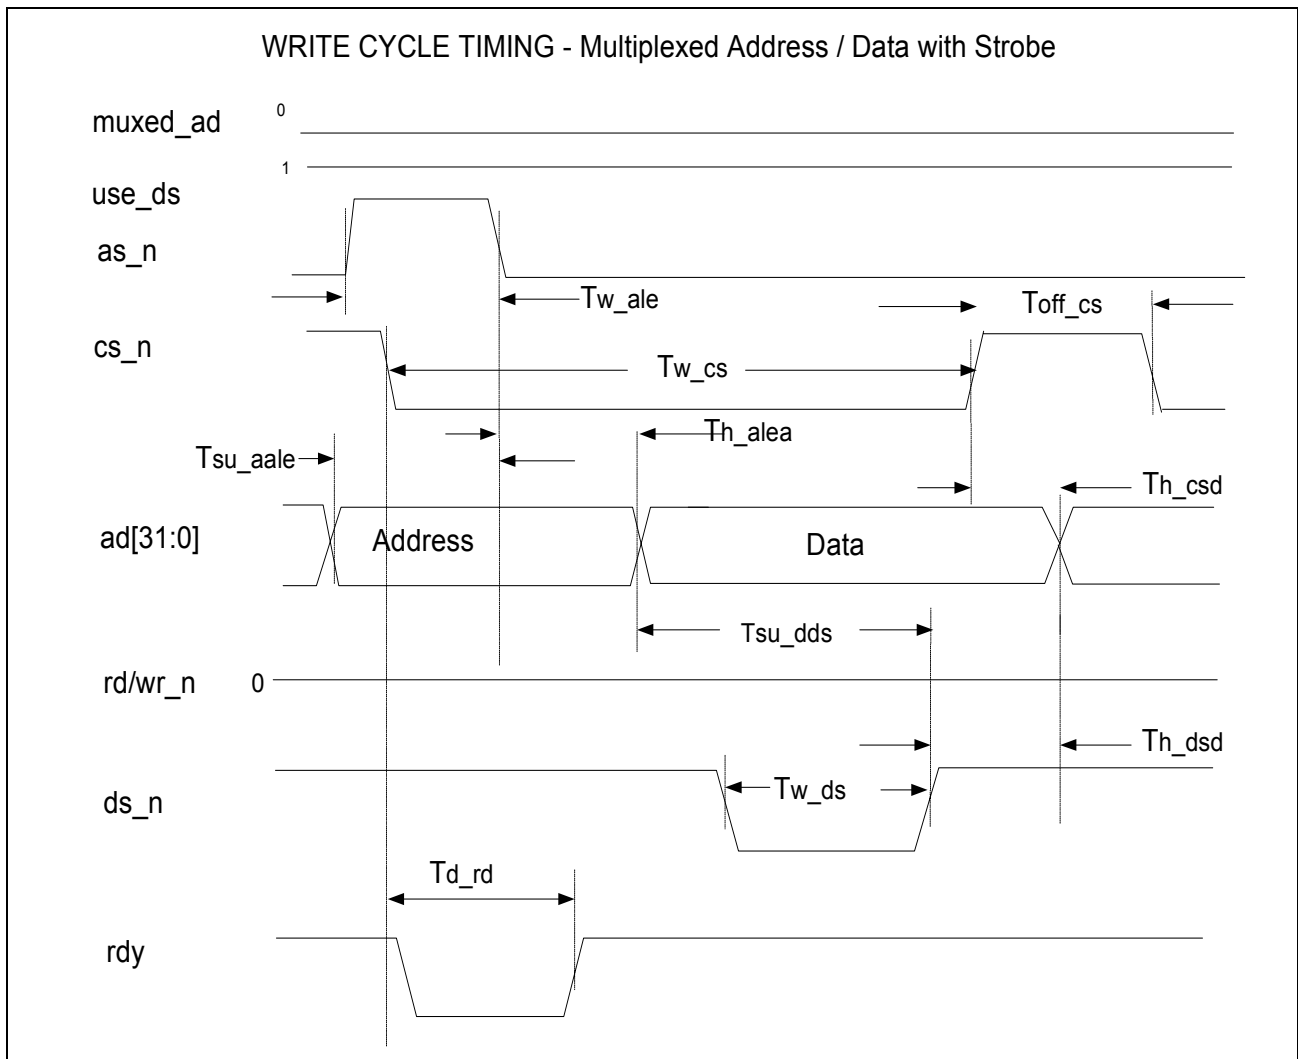 WRITE CYCLE TIMING - Multiplexed Address / Data with Strobe
muxed_ad 0
1
use_ds
as_n
Tw_ale Toff_cs
cs_n
Tw_cs
Th_alea
Tsu_aale
Th_csd
ad[31:0] Address Data
Tsu_dds
rd/wr_n 0
Th_dsd
ds_n Tw_ds
Td_rd
rdy